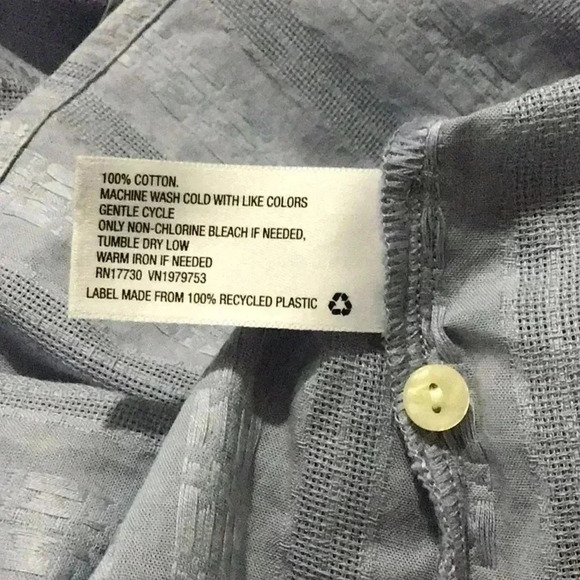 100% COTTON.
MACHINE WASH COLD WITH LIKE COLORS
GENTLE CYCLE
ONLY NON-CHLORINE BLEACH IF NEEDED,
TUMBLE DRY LOW
WARM IRON IF NEEDED
RN17730 VN1979753
LABEL MADE FROM 100% RECYCLED PLASTIC